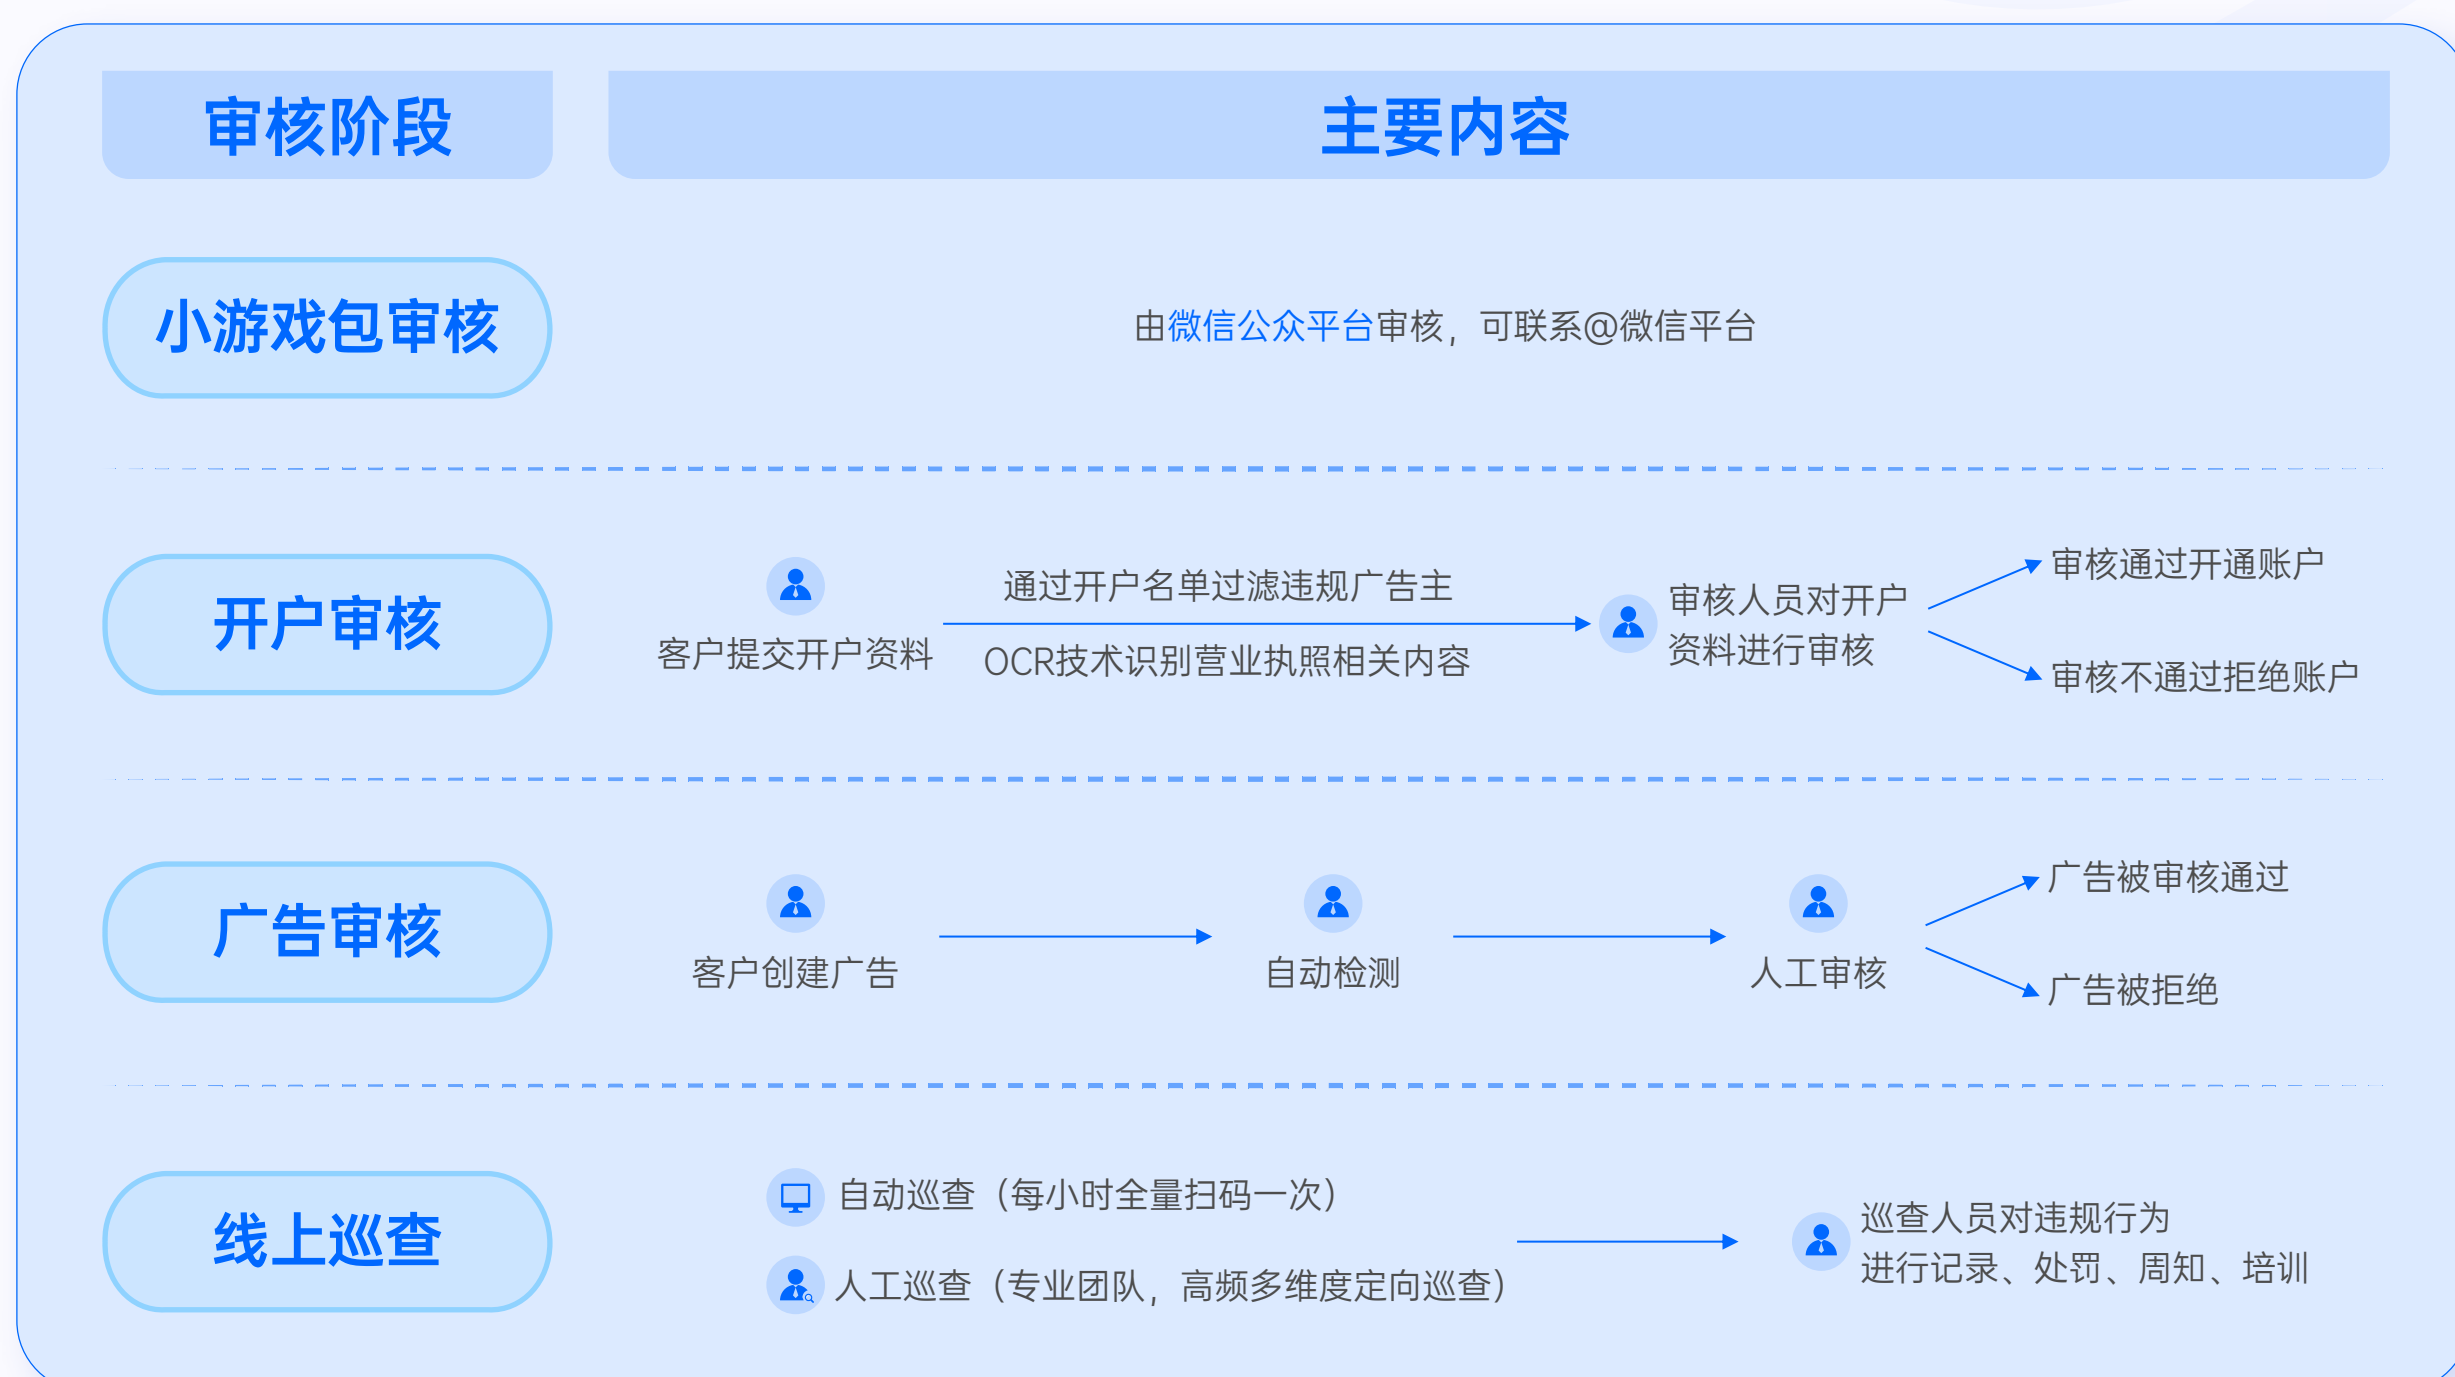 审核阶段
主要内容
小游戏包审核
由微信公众平台审核，可联系@微信平台
开户审核
客户提交开户资料
通过开户名单过滤违规广告主
OCR技术识别营业执照相关内容
审核人员对开户
资料进行审核
审核通过开通账户
审核不通过拒绝账户
广告审核
客户创建广告
自动检测
人工审核
广告被审核通过
广告被拒绝
线上巡查
自动巡查（每小时全量扫码一次）
人工巡查（专业团队，高频多维度定向巡查）
巡查人员对违规行为
进行记录、处罚、周知、培训